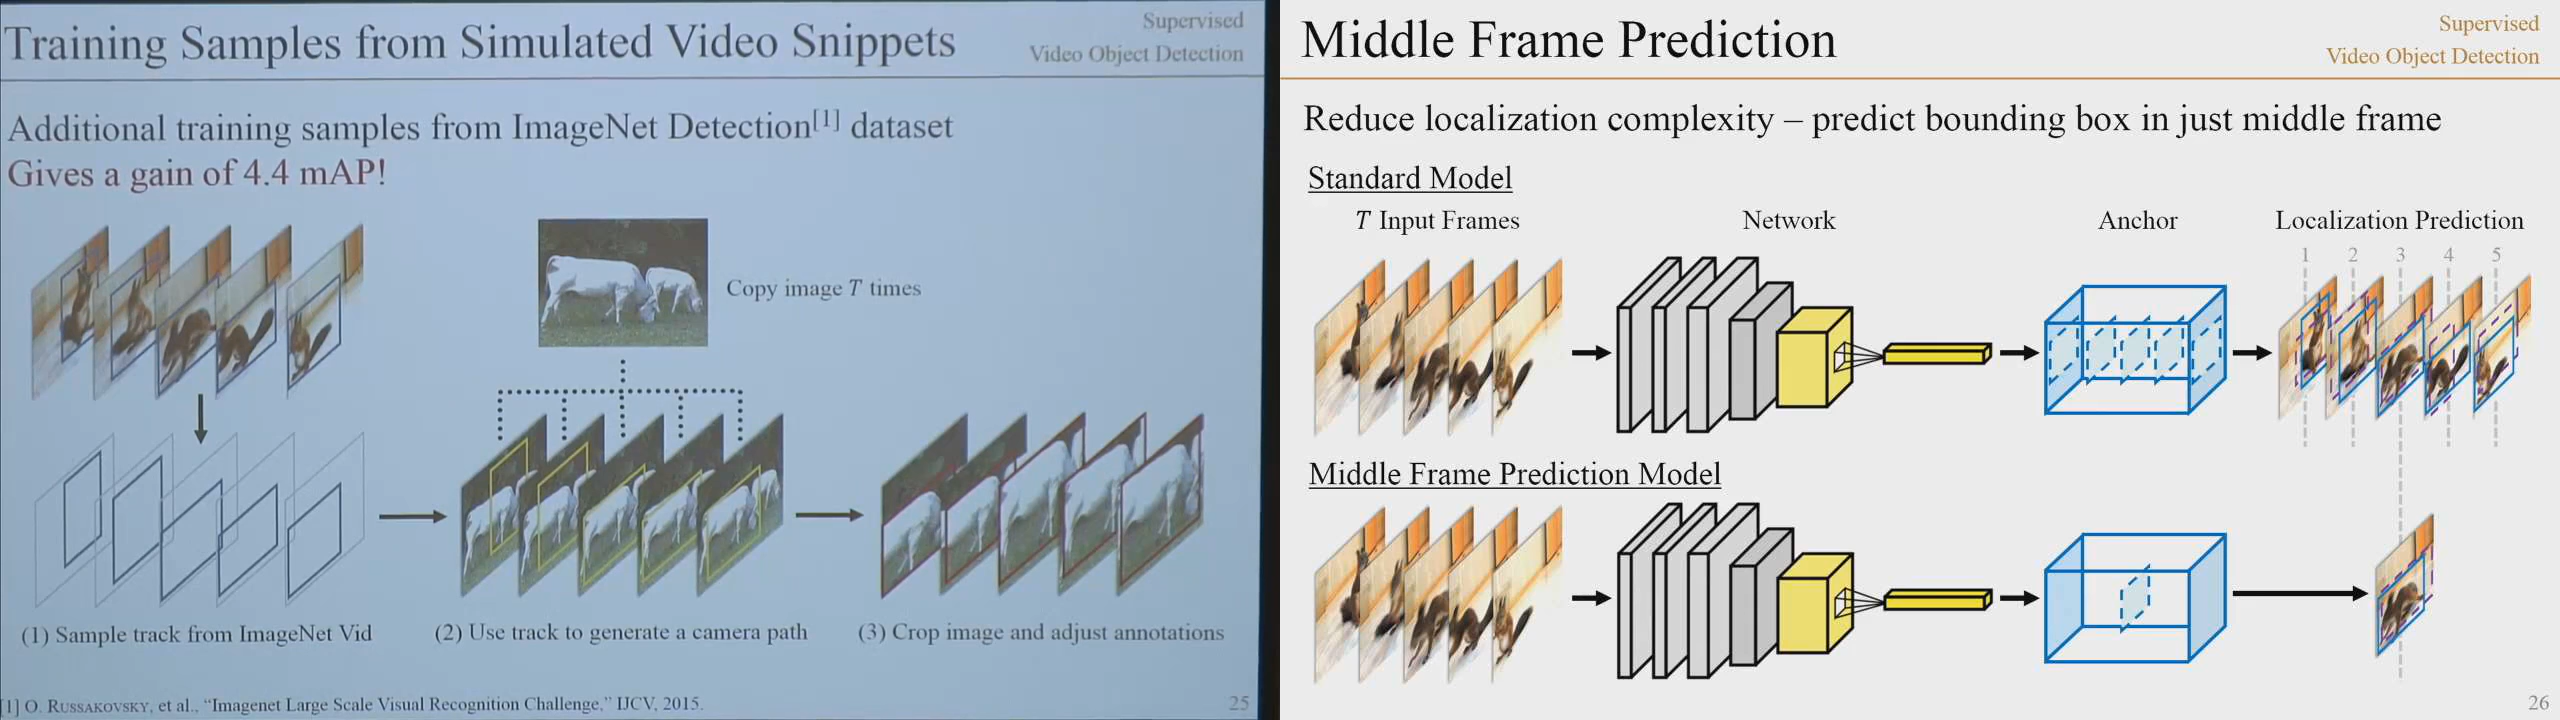 Training Samples from Simulated Video Snippets
Supervised
Video Object Detection
Additional training samples from ImageNet Detection[1] dataset
Gives a gain of 4.4 mAP!
Copy image T times
(1) Sample track from ImageNet Vid
(2) Use track to generate a camera path
(3) Crop image and adjust annotations
[1] O. RUSSAKOVSKY, et al., “Imagenet Large Scale Visual Recognition Challenge,” IJCV, 2015.
25
Middle Frame Prediction
Supervised
Video Object Detection
Reduce localization complexity – predict bounding box in just middle frame
Standard Model
T Input Frames
Network
Anchor
Localization Prediction
1 2 3 4 5
Middle Frame Prediction Model
26